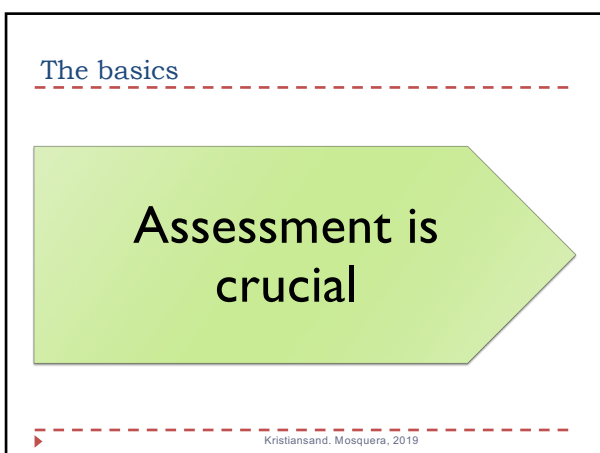 The basics
Assessment is
crucial
Kristiansand. Mosquera, 2019